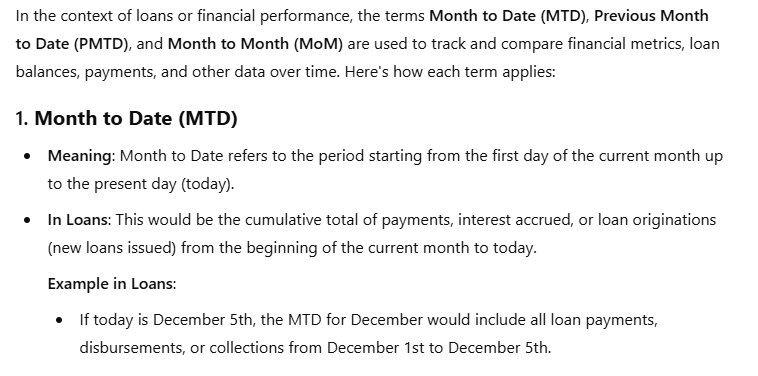 In the context of loans or financial performance, the terms Month to Date (MTD), Previous Month
to Date (PMTD), and Month to Month (MoM) are used to track and compare financial metrics, loan
balances, payments, and other data over time. Here's how each term applies:
1. Month to Date (MTD)
• Meaning: Month to Date refers to the period starting from the first day of the current month up
to the present day (today).
• In Loans: This would be the cumulative total of payments, interest accrued, or loan originations
(new loans issued) from the beginning of the current month to today.
Example in Loans:
• If today is December 5th, the MTD for December would include all loan payments,
disbursements, or collections from December 1st to December 5th.